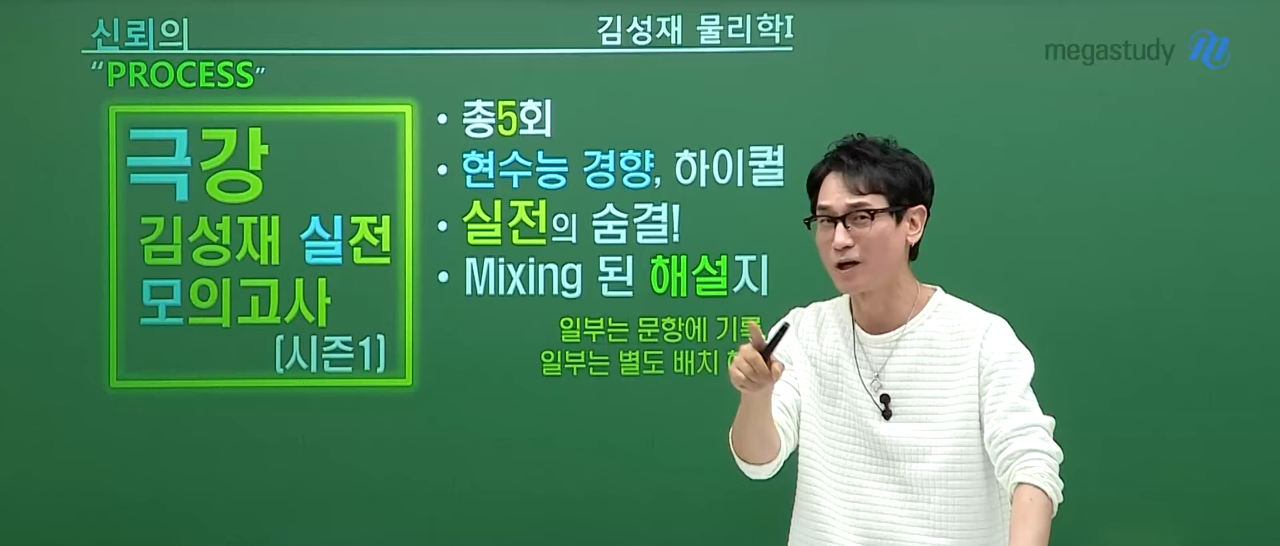 신뢰의
김성재 물리학I
megastudy
“PROCESS”
극강
김성재 실전
모의고사
(시즌1)
• 총5회
• 현수능 경향, 하이퀄
• 실전의 숨결!
• Mixing 된 해설지
일부는 문항에
일부는 별도 배치